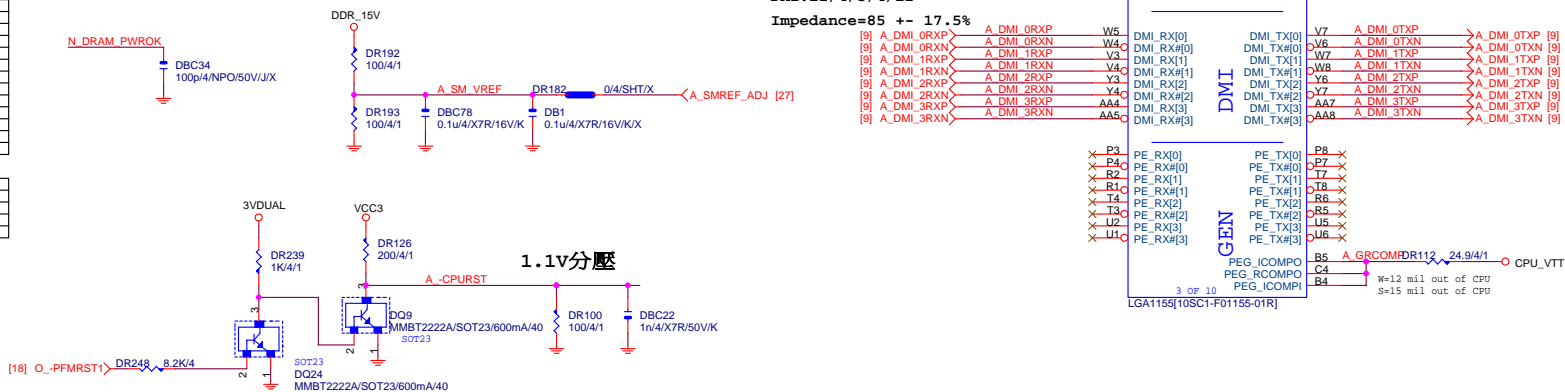 Impedance=85 +- 17.5%
N_DRAM_PWROK
DBC34
100p/4/NPO/50V/J/X
DDR_15V
DR192
100/4/1
A_SM_VREF
DR182
0/4/SHT/X
A_SMREF_ADJ [27]
DR193
100/4/1
DBC78
0.1u/4/X7R/16V/K
DB1
0.1u/4/X7R/16V/K/X
3VDUAL
DR239
1K/4/1
VCC3
DR126
200/4/1
1.1V分壓
A_-CPURST
3
3
DQ9
MMBT2222A/SOT23/600mA/40
SOT23
2
1
DR100
100/4/1
DBC22
1n/4/X7R/50V/K
[18] O_-PFMRST1
DR248
8.2K/4
2
1
SOT23
DQ24
MMBT2222A/SOT23/600mA/40
[9] A_DMI_0RXP A_DMI_0RXP W5 DMI_RX[0] DMI_TX[0] V7 A_DMI_0TXP A_DMI_0TXP [9]
[9] A_DMI_0RXN A_DMI_0RXN W4 DMI_RX#[0] DMI_TX#[0] V6 A_DMI_0TXN A_DMI_0TXN [9]
[9] A_DMI_1RXP A_DMI_1RXP V3 DMI_RX[1] DMI_TX[1] W7 A_DMI_1TXP A_DMI_1TXP [9]
[9] A_DMI_1RXN A_DMI_1RXN V4 DMI_RX#[1] DMI_TX#[1] W8 A_DMI_1TXN A_DMI_1TXN [9]
[9] A_DMI_2RXP A_DMI_2RXP Y3 DMI_RX[2] DMI_TX[2] Y6 A_DMI_2TXP A_DMI_2TXP [9]
[9] A_DMI_2RXN A_DMI_2RXN Y4 DMI_RX#[2] DMI_TX#[2] Y7 A_DMI_2TXN A_DMI_2TXN [9]
[9] A_DMI_3RXP A_DMI_3RXP AA4 DMI_RX[3] DMI_TX[3] AA7 A_DMI_3TXP A_DMI_3TXP [9]
[9] A_DMI_3RXN A_DMI_3RXN AA5 DMI_RX#[3] DMI_TX#[3] AA8 A_DMI_3TXN A_DMI_3TXN [9]
DMI
P3 PE_RX[0] PE_TX[0] P8
P4 PE_RX#[0] PE_TX#[0] P7
R2 PE_RX[1] PE_TX[1] T7
R1 PE_RX#[1] PE_TX#[1] T8
T4 PE_RX[2] PE_TX[2] R6
T3 PE_RX#[2] PE_TX#[2] R5
U2 PE_RX[3] PE_TX[3] U5
U1 PE_RX#[3] PE_TX#[3] U6
GEN
PEG_ICOMPO B5 A_GRCOMP DR112 24.9/4/1 CPU_VTT
PEG_RCOMPO C4
PEG_ICOMPI B4
W=12 mil out of CPU
S=15 mil out of CPU
3 OF 10
LGA1155[10SC1-F01155-01R]